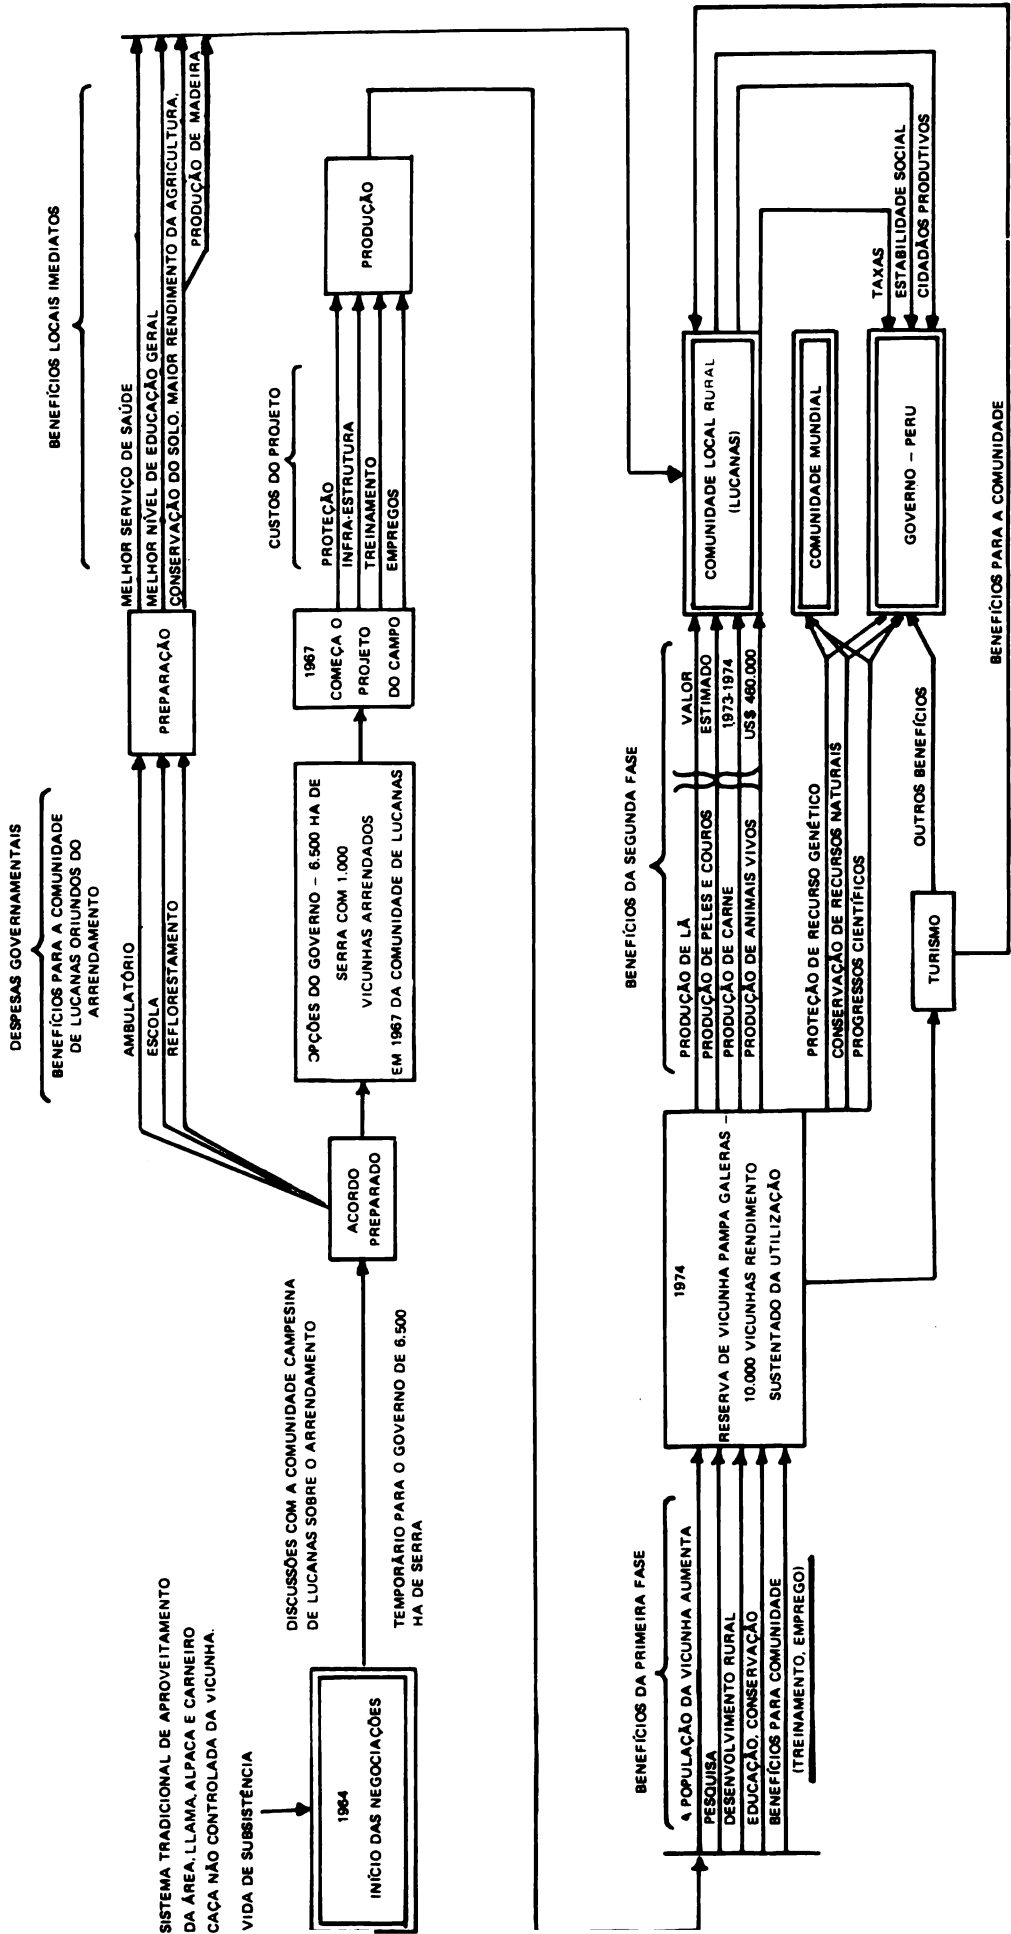 SISTEMA TRADICIONAL DE APROVEITAMENTO
DA ÁREA, LLAMA, ALPACA E CARNEIRO
CAÇA NÃO CONTROLADA DA VICUNHA.
VIDA DE SUBSISTÊNCIA
1964
INÍCIO DAS NEGOCIAÇÕES
DISCUSSÕES COM A COMUNIDADE CAMPESINA
DE LUCANAS SOBRE O ARRENDAMENTO
TEMPORÁRIO PARA O GOVERNO DE 6.500
HA DE SERRA
ACORDO
PREPARADO
DESPESAS GOVERNAMENTAIS
BENEFÍCIOS PARA A COMUNIDADE
DE LUCANAS ORIUNDOS DO
ARRENDAMENTO
AMBULATÓRIO
ESCOLA
REFLORESTAMENTO
PREPARAÇÃO
BENEFÍCIOS LOCAIS IMEDIATOS
MELHOR SERVIÇO DE SAÚDE
MELHOR NÍVEL DE EDUCAÇÃO GERAL
CONSERVAÇÃO DO SOLO, MAIOR RENDIMENTO DA AGRICULTURA,
PRODUÇÃO DE MADEIRA
OPÇÕES DO GOVERNO – 6.500 HA DE
SERRA COM 1.000
VICUNHAS ARRENDADOS
EM 1967 DA COMUNIDADE DE LUCANAS
1967
COMEÇA O
PROJETO
DO CAMPO
CUSTOS DO PROJETO
PROTEÇÃO
INFRA-ESTRUTURA
TREINAMENTO
EMPREGOS
PRODUÇÃO
BENEFÍCIOS DA PRIMEIRA FASE
A POPULAÇÃO DA VICUNHA AUMENTA
PESQUISA
DESENVOLVIMENTO RURAL
EDUCAÇÃO, CONSERVAÇÃO
BENEFÍCIOS PARA COMUNIDADE
(TREINAMENTO, EMPREGO)
1974
RESERVA DE VICUNHA PAMPA GALERAS –
10.000 VICUNHAS RENDIMENTO
SUSTENTADO DA UTILIZAÇÃO
BENEFÍCIOS DA SEGUNDA FASE
PRODUÇÃO DE LÃ
PRODUÇÃO DE PELES E COUROS
PRODUÇÃO DE CARNE
PRODUÇÃO DE ANIMAIS VIVOS
VALOR
ESTIMADO
1973-1974
US$ 460.000
PROTEÇÃO DE RECURSO GENÉTICO
CONSERVAÇÃO DE RECURSOS NATURAIS
PROGRESSOS CIENTÍFICOS
TURISMO
OUTROS BENEFÍCIOS
COMUNIDADE LOCAL RURAL
(LUCANAS)
COMUNIDADE MUNDIAL
GOVERNO – PERU
TAXAS
ESTABILIDADE SOCIAL
CIDADÃOS PRODUTIVOS
BENEFÍCIOS PARA A COMUNIDADE